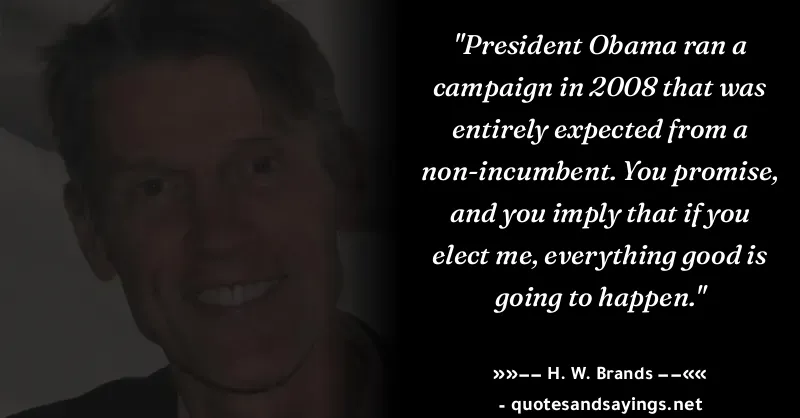 "President Obama ran a
campaign in 2008 that was
entirely expected from a
non-incumbent. You promise,
and you imply that if you
elect me, everything good is
going to happen."
»»−− H. W. Brands −−««
- quotesandsayings.net